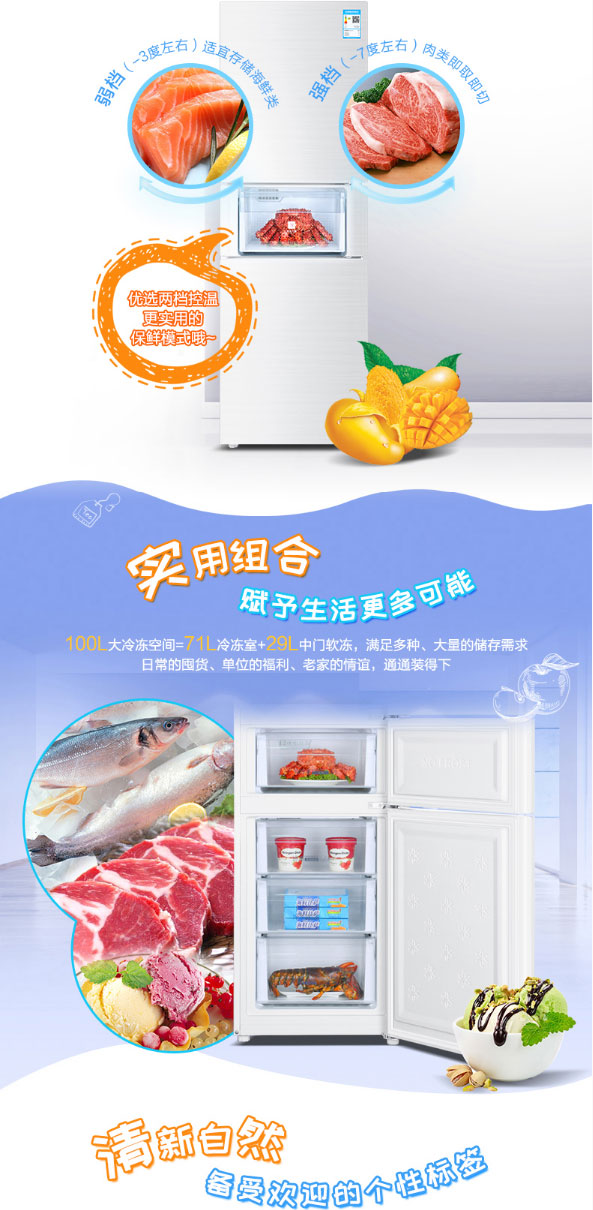 弱档（-3度左右）适宜存储海鲜类
强档（-7度左右）肉类即取即切
优选两档控温
更实用的
保鲜模式哦~
实用组合
赋予生活更多可能
100L大冷冻空间=71L冷冻室+29L中门软冻，满足多种、大量的储存需求
日常的囤货、单位的福利、老家的情谊，通通装得下
清新自然
备受欢迎的个性标签